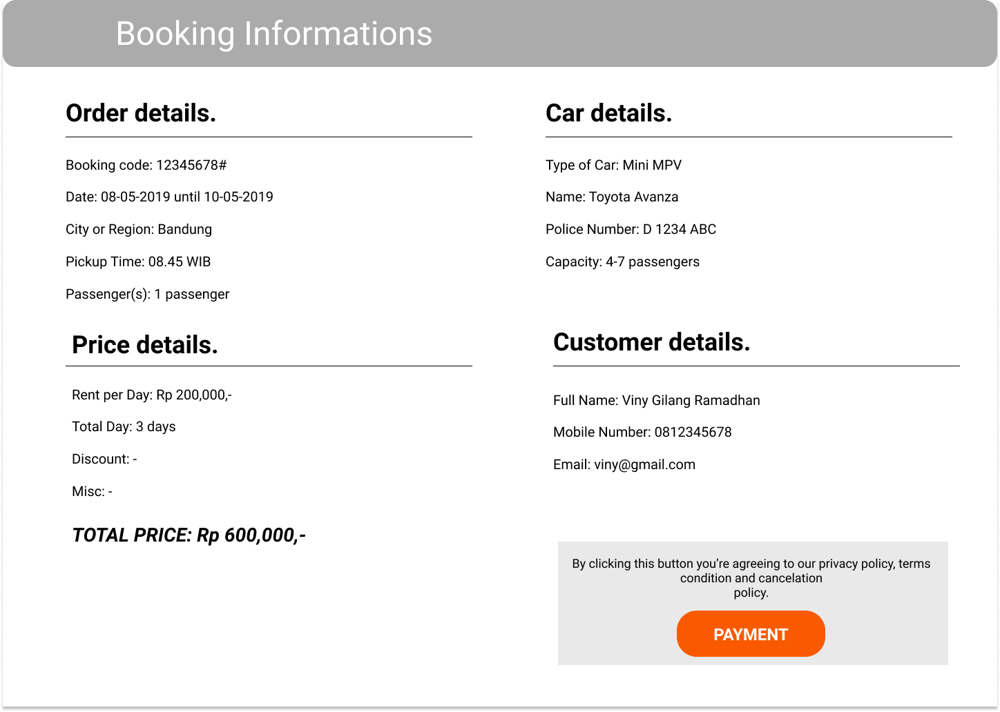 Booking Informations
Order details.
Booking code: 12345678#
Date: 08-05-2019 until 10-05-2019
City or Region: Bandung
Pickup Time: 08.45 WIB
Passenger(s): 1 passenger
Car details.
Type of Car: Mini MPV
Name: Toyota Avanza
Police Number: D 1234 ABC
Capacity: 4-7 passengers
Price details.
Rent per Day: Rp 200,000,-
Total Day: 3 days
Discount: -
Misc: -
TOTAL PRICE: Rp 600,000,-
Customer details.
Full Name: Viny Gilang Ramadhan
Mobile Number: 0812345678
Email: viny@gmail.com
By clicking this button you’re agreeing to our privacy policy, terms
condition and cancelation
policy.
PAYMENT